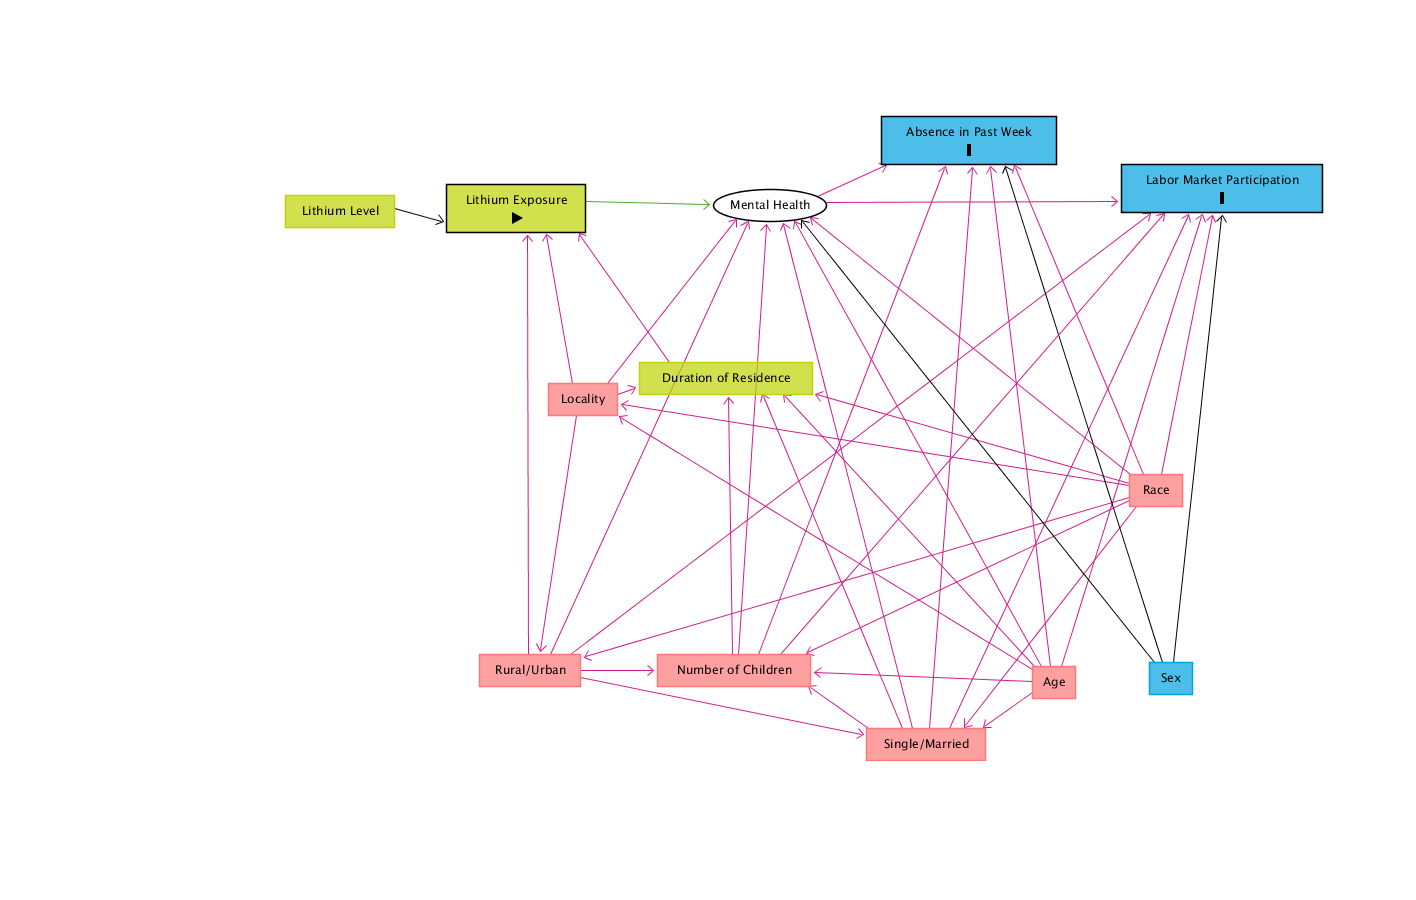 Absence in Past Week
Labor Market Participation
Lithium Exposure
Mental Health
Lithium Level
Duration of Residence
Locality
Race
Rural/Urban
Number of Children
Age
Sex
Single/Married